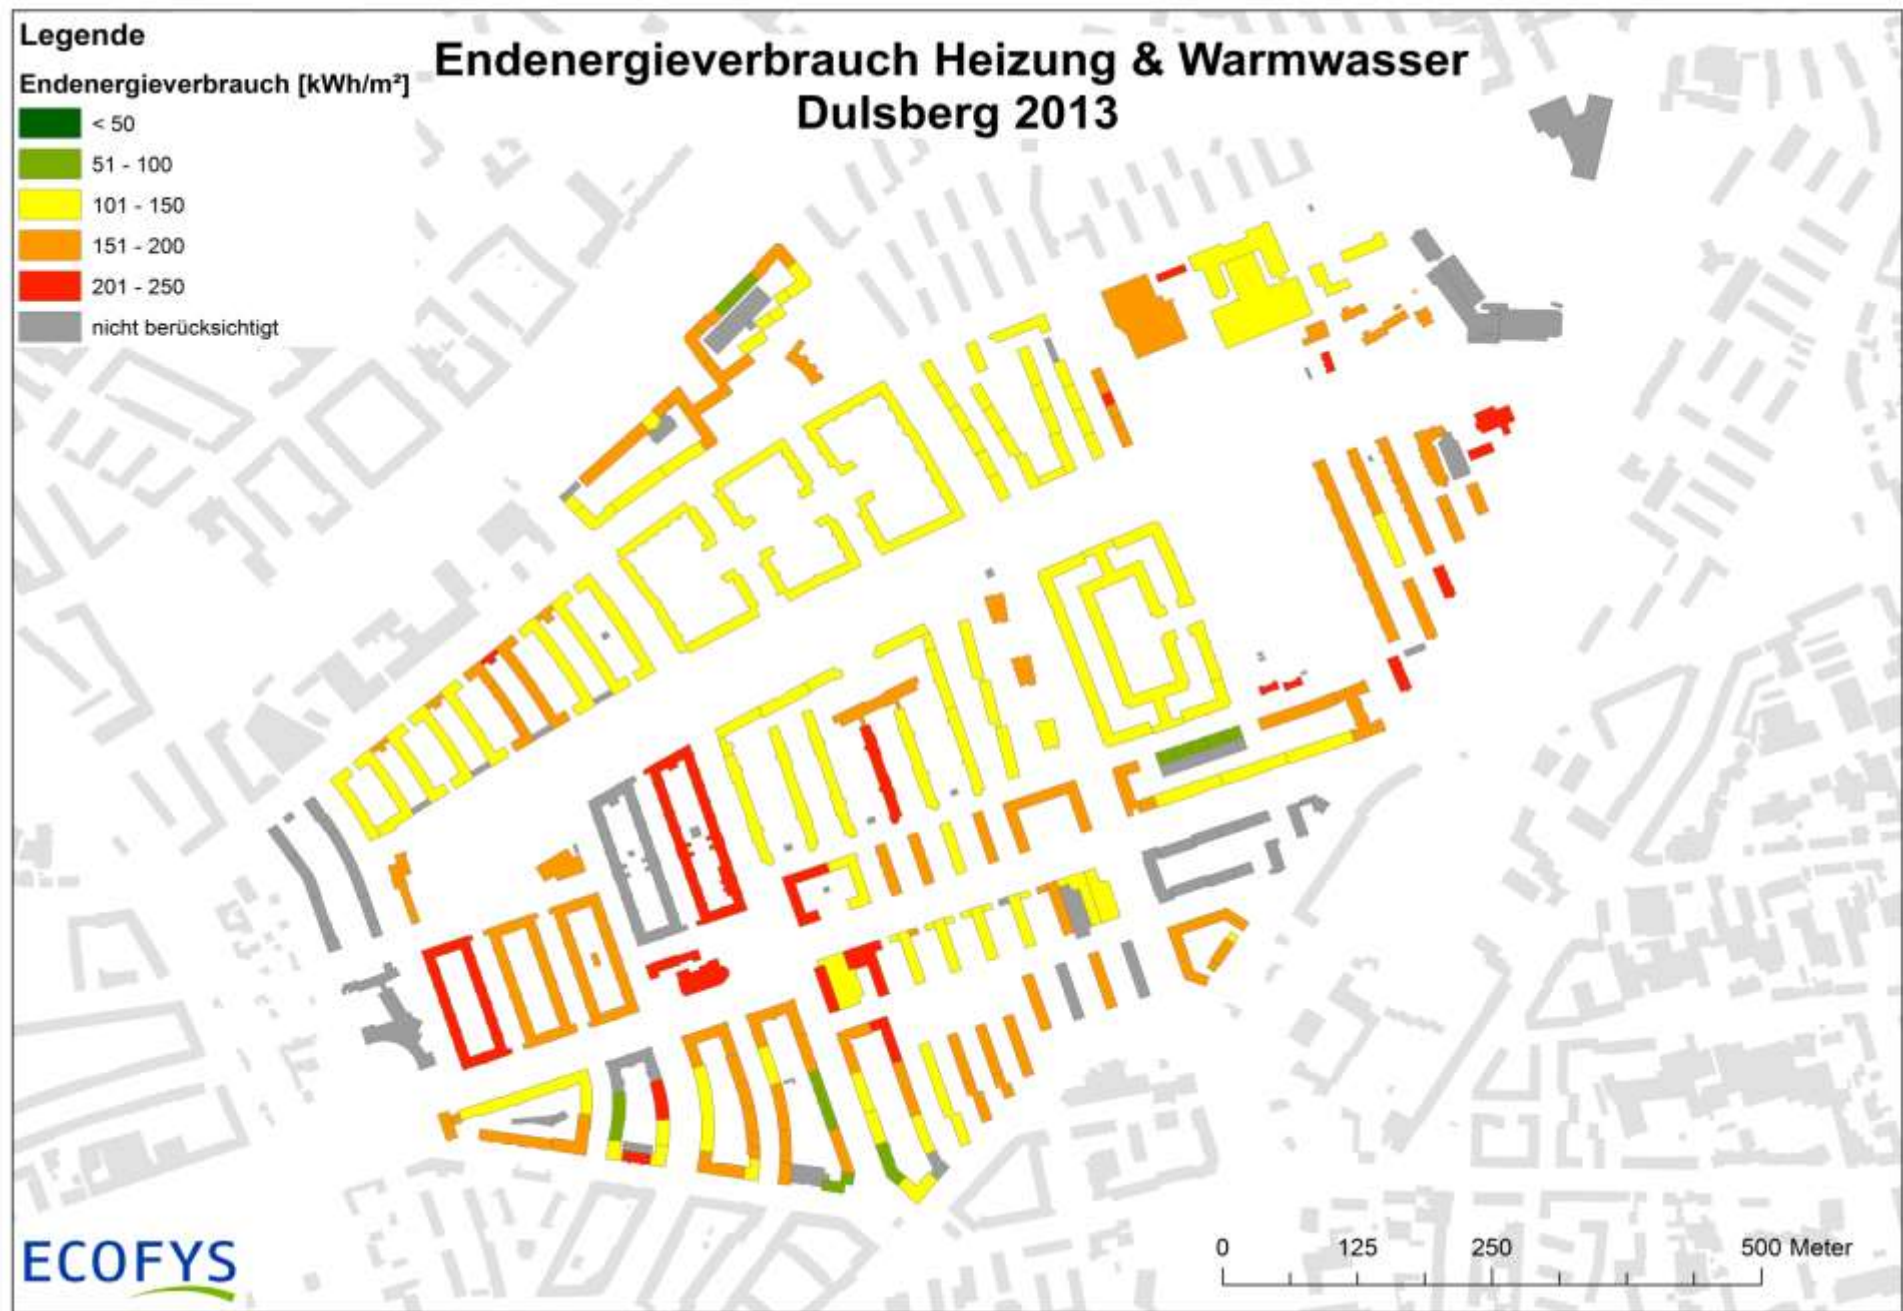 Legende
Endenergieverbrauch [kWh/m²]
< 50
51 - 100
101 - 150
151 - 200
201 - 250
nicht berücksichtigt
Endenergieverbrauch Heizung & Warmwasser
Dulsberg 2013
ECOFYS
0 125 250 500 Meter